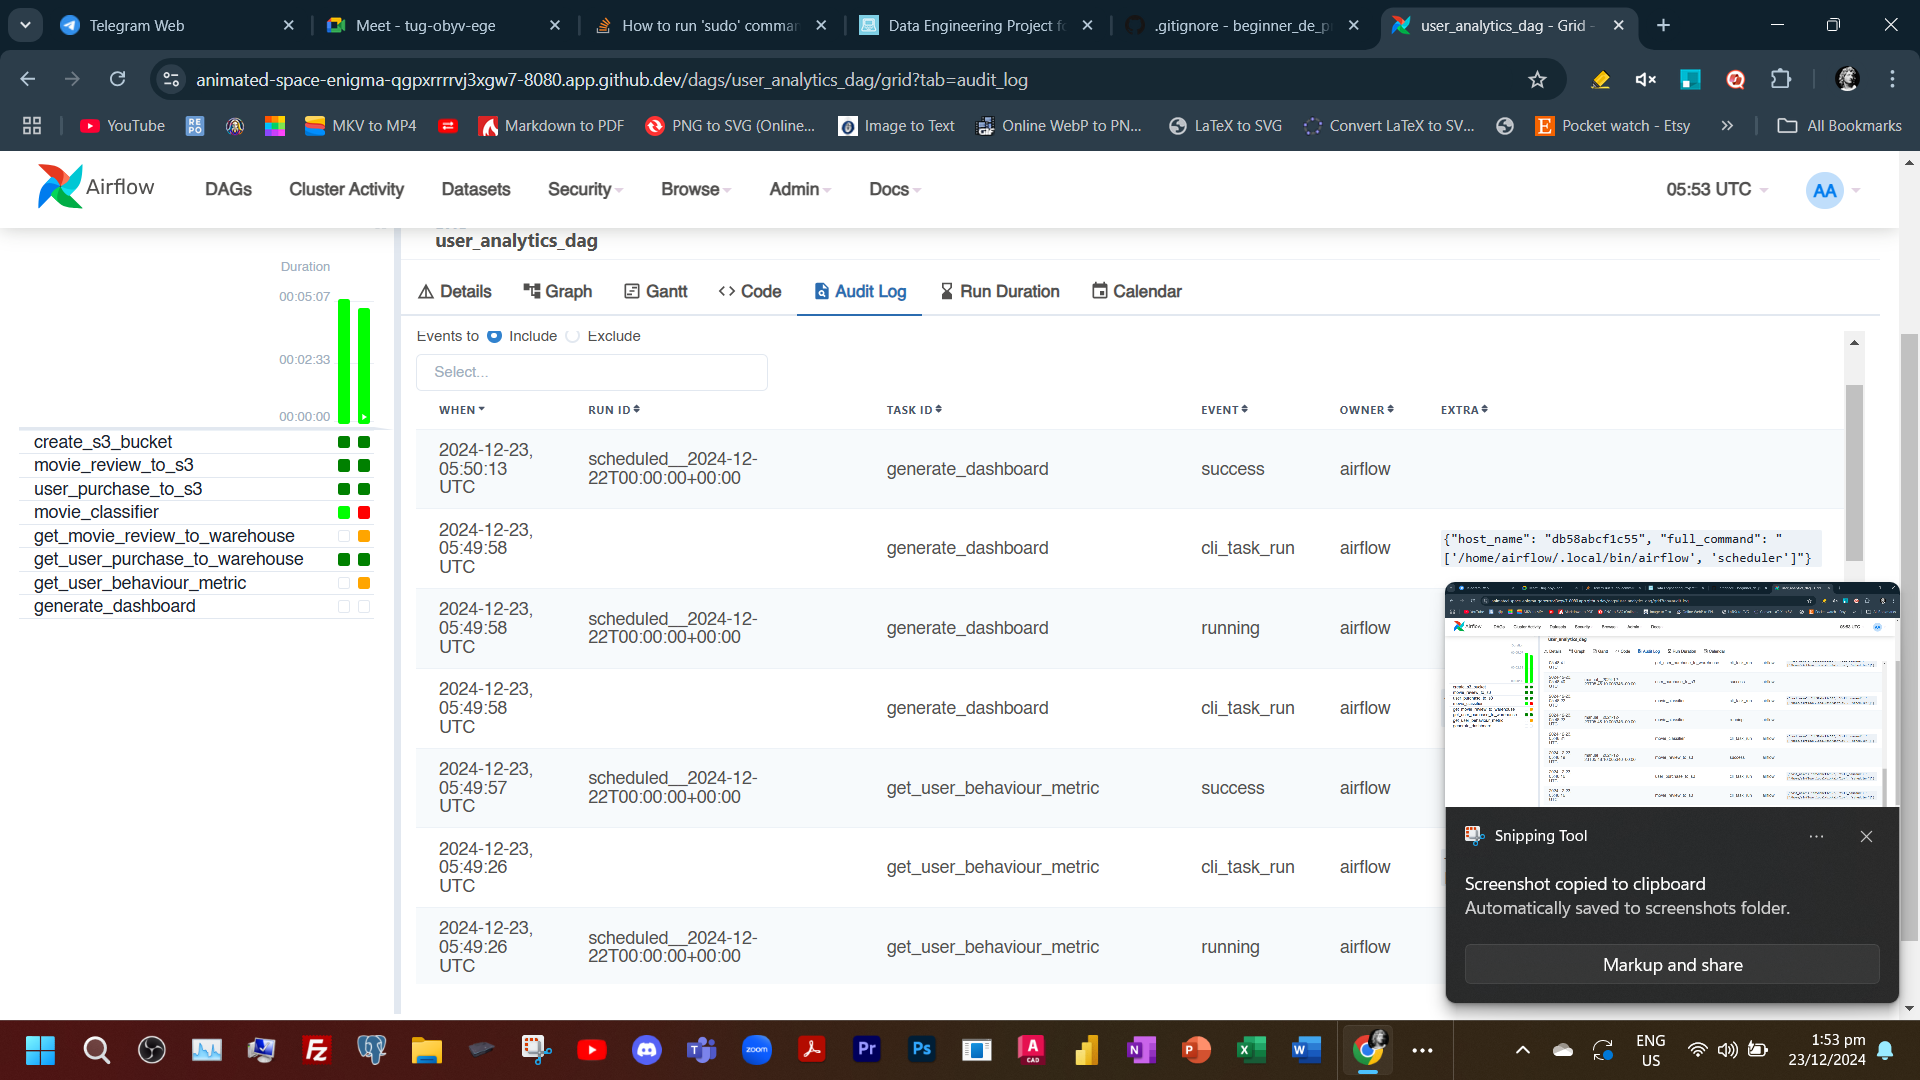 Telegram Web
Meet - tug-obyv-ege
How to run 'sudo' comman
Data Engineering Project fo
.gitignore - beginner_de_pr
user_analytics_dag - Grid -
animated-space-enigma-qgpxrrrrvj3xgw7-8080.app.github.dev/dags/user_analytics_dag/grid?tab=audit_log
YouTube
RE
PO
MKV to MP4
Markdown to PDF
PNG to SVG (Online...
Image to Text
Online WebP to PN...
LaTeX to SVG
Convert LaTeX to SV...
Pocket watch - Etsy
All Bookmarks
Airflow
DAGs
Cluster Activity
Datasets
Security
Browse
Admin
Docs
05:53 UTC
AA
user_analytics_dag
Details
Graph
Gantt
Code
Audit Log
Run Duration
Calendar
Duration
00:05:07
00:02:33
00:00:00
create_s3_bucket
movie_review_to_s3
user_purchase_to_s3
movie_classifier
get_movie_review_to_warehouse
get_user_purchase_to_warehouse
get_user_behaviour_metric
generate_dashboard
Events to Include Exclude
Select...
WHEN RUN ID TASK ID EVENT OWNER EXTRA
2024-12-23,
05:50:13
UTC
scheduled__2024-12-
22T00:00:00+00:00
generate_dashboard
success
airflow
2024-12-23,
05:49:58
UTC
generate_dashboard
cli_task_run
airflow
{"host_name": "db58abcf1c55", "full_command": "
['/home/airflow/.local/bin/airflow', 'scheduler']"}
2024-12-23,
05:49:58
UTC
scheduled__2024-12-
22T00:00:00+00:00
generate_dashboard
running
airflow
2024-12-23,
05:49:58
UTC
generate_dashboard
cli_task_run
airflow
2024-12-23,
05:49:57
UTC
scheduled__2024-12-
22T00:00:00+00:00
get_user_behaviour_metric
success
airflow
2024-12-23,
05:49:26
UTC
get_user_behaviour_metric
cli_task_run
airflow
2024-12-23,
05:49:26
UTC
scheduled__2024-12-
22T00:00:00+00:00
get_user_behaviour_metric
running
airflow
Snipping Tool
Screenshot copied to clipboard
Automatically saved to screenshots folder.
Markup and share
zoom
Pr
Ps
CAD
ENG
US
1:53 pm
23/12/2024